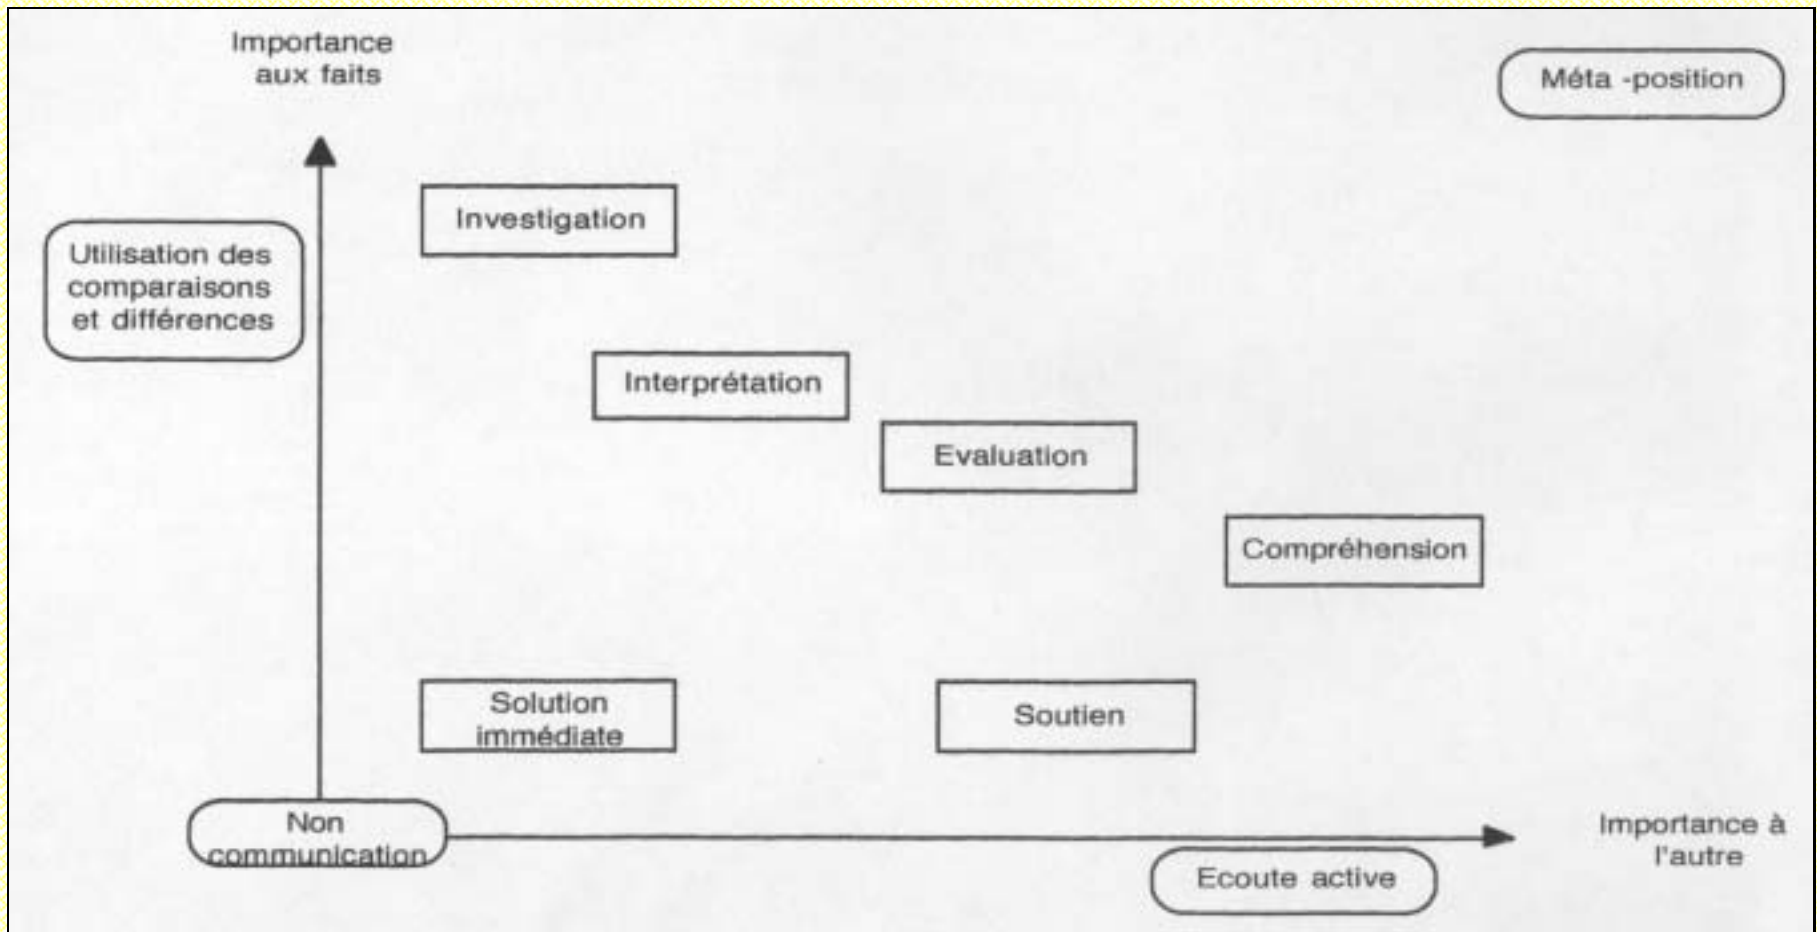 Importance
aux faits
Méta -position
Investigation
Utilisation des
comparaisons
et différences
Interprétation
Evaluation
Compréhension
Solution
immédiate
Soutien
Non
communication
Importance à
l'autre
Ecoute active